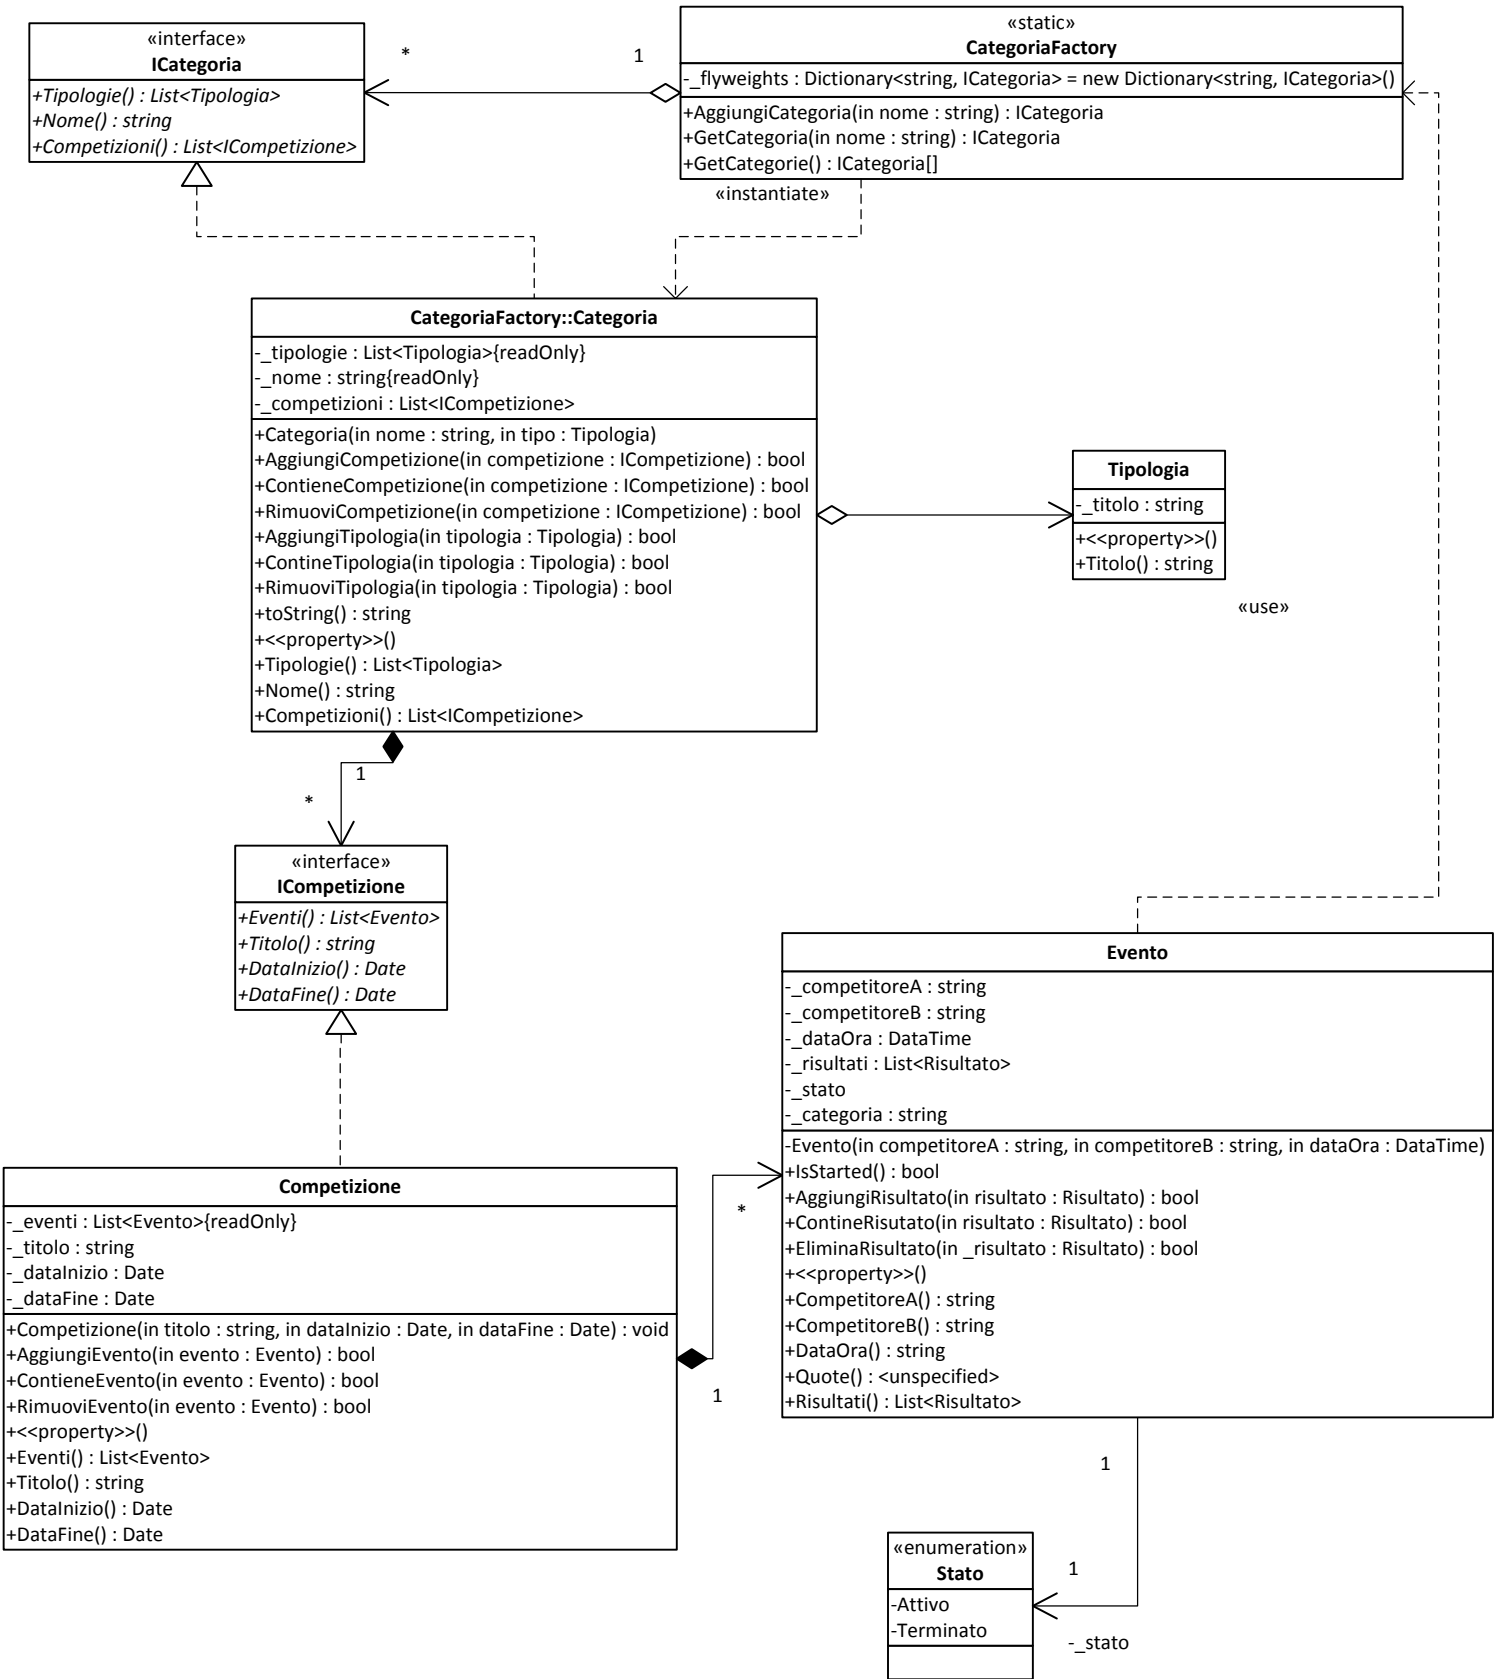 «interface»
ICategoria
+Tipologie() : List<Tipologia>
+Nome() : string
+Competizioni() : List<ICompetizione>
*
1
«static»
CategoriaFactory
-_flyweights : Dictionary<string, ICategoria> = new Dictionary<string, ICategoria>()
+AggiungiCategoria(in nome : string) : ICategoria
+GetCategoria(in nome : string) : ICategoria
+GetCategorie() : ICategoria[]
«instantiate»
CategoriaFactory::Categoria
-_tipologie : List<Tipologia>{readOnly}
-_nome : string{readOnly}
-_competizioni : List<ICompetizione>
+Categoria(in nome : string, in tipo : Tipologia)
+AggiungiCompetizione(in competizione : ICompetizione) : bool
+ContieneCompetizione(in competizione : ICompetizione) : bool
+RimuoviCompetizione(in competizione : ICompetizione) : bool
+AggiungiTipologia(in tipologia : Tipologia) : bool
+ContineTipologia(in tipologia : Tipologia) : bool
+RimuoviTipologia(in tipologia : Tipologia) : bool
+toString() : string
+<<property>>()
+Tipologie() : List<Tipologia>
+Nome() : string
+Competizioni() : List<ICompetizione>
Tipologia
-_titolo : string
+<<property>>()
+Titolo() : string
«use»
1
*
«interface»
ICompetizione
+Eventi() : List<Evento>
+Titolo() : string
+DataInizio() : Date
+DataFine() : Date
Evento
-_competitoreA : string
-_competitoreB : string
-_dataOra : DataTime
-_risultati : List<Risultato>
-_stato
-_categoria : string
-Evento(in competitoreA : string, in competitoreB : string, in dataOra : DataTime)
+IsStarted() : bool
+AggiungiRisultato(in risultato : Risultato) : bool
+ContineRisutato(in risultato : Risultato) : bool
+EliminaRisultato(in _risultato : Risultato) : bool
+<<property>>()
+CompetitoreA() : string
+CompetitoreB() : string
+DataOra() : string
+Quote() : <unspecified>
+Risultati() : List<Risultato>
Competizione
-_eventi : List<Evento>{readOnly}
-_titolo : string
-_dataInizio : Date
-_dataFine : Date
+Competizione(in titolo : string, in dataInizio : Date, in dataFine : Date) : void
+AggiungiEvento(in evento : Evento) : bool
+ContieneEvento(in evento : Evento) : bool
+RimuoviEvento(in evento : Evento) : bool
+<<property>>()
+Eventi() : List<Evento>
+Titolo() : string
+DataInizio() : Date
+DataFine() : Date
*
1
1
«enumeration»
Stato
-Attivo
-Terminato
1
-_stato